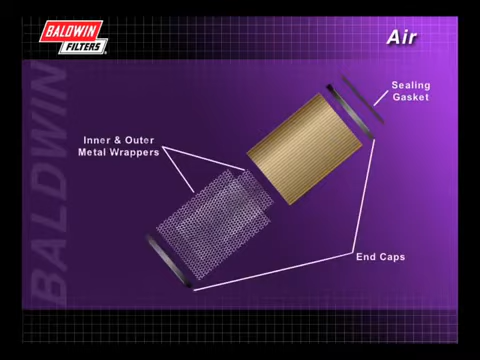 BALDWIN
FILTERS
Air
BALDWIN
Sealing
Gasket
Inner & Outer
Metal Wrappers
End Caps